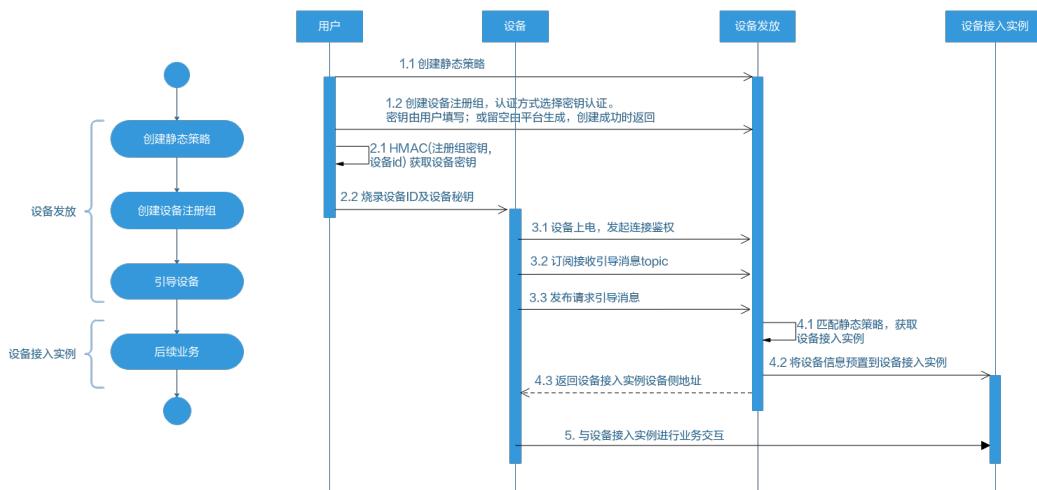 用户
设备
设备发放
设备接入实例
创建静态策略
创建设备注册组
引导设备
后续业务
设备发放
设备接入实例
1.1 创建静态策略
1.2 创建设备注册组，认证方式选择密钥认证。
密钥由用户填写；或留空由平台生成，创建成功时返回
2.1 HMAC(注册组密钥，
设备id) 获取设备密钥
2.2 烧录设备ID及设备秘钥
3.1 设备上电，发起连接鉴权
3.2 订阅接收引导消息topic
3.3 发布请求引导消息
4.1 匹配静态策略，获取
设备接入实例
4.2 将设备信息预置到设备接入实例
4.3 返回设备接入实例设备侧地址
5. 与设备接入实例进行业务交互